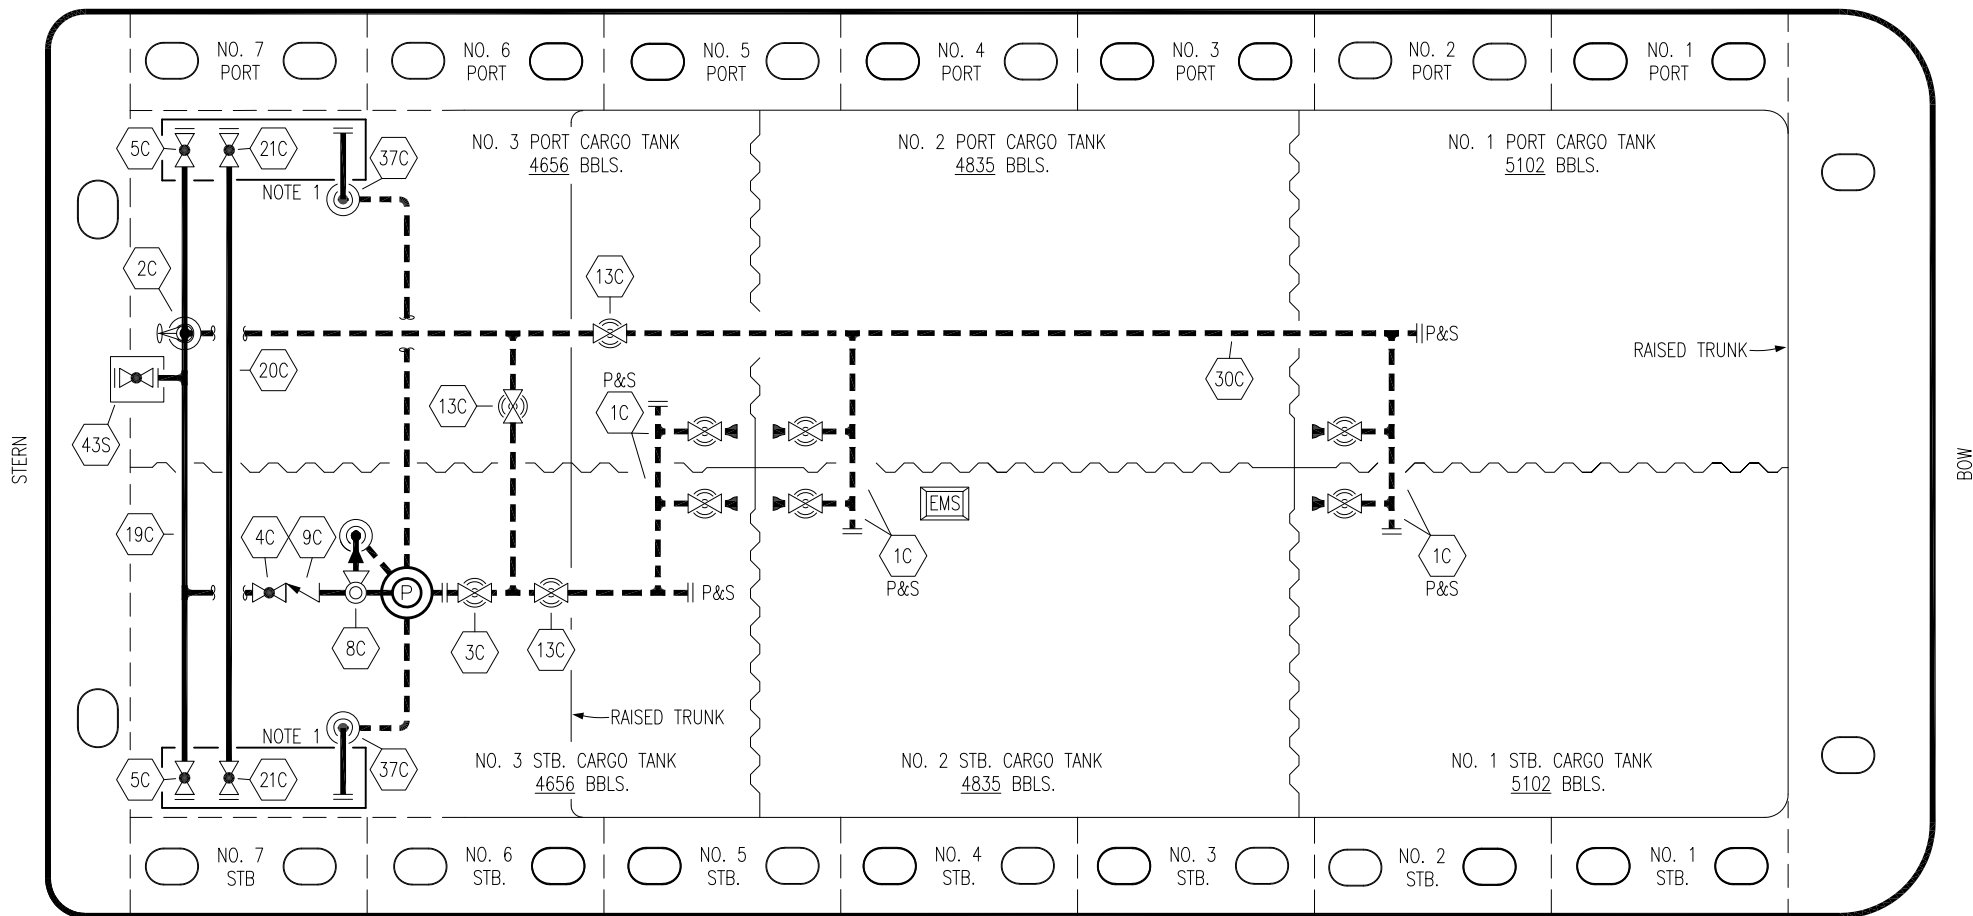 NO. 7
PORT
NO. 6
PORT
NO. 5
PORT
NO. 4
PORT
NO. 3
PORT
NO. 2
PORT
NO. 1
PORT
5C
21C
37C
NOTE 1
NO. 3 PORT CARGO TANK
4656 BBLS.
NO. 2 PORT CARGO TANK
4835 BBLS.
NO. 1 PORT CARGO TANK
5102 BBLS.
2C
13C
P&S
RAISED TRUNK
20C
30C
P&S
13C
1C
43S
STERN
BOW
EMS
19C
4C
9C
1C
P&S
1C
P&S
P
P&S
8C
3C
13C
RAISED TRUNK
NOTE 1
5C
21C
37C
NO. 3 STB. CARGO TANK
4656 BBLS.
NO. 2 STB. CARGO TANK
4835 BBLS.
NO. 1 STB. CARGO TANK
5102 BBLS.
NO. 7
STB
NO. 6
STB.
NO. 5
STB.
NO. 4
STB.
NO. 3
STB.
NO. 2
STB.
NO. 1
STB.